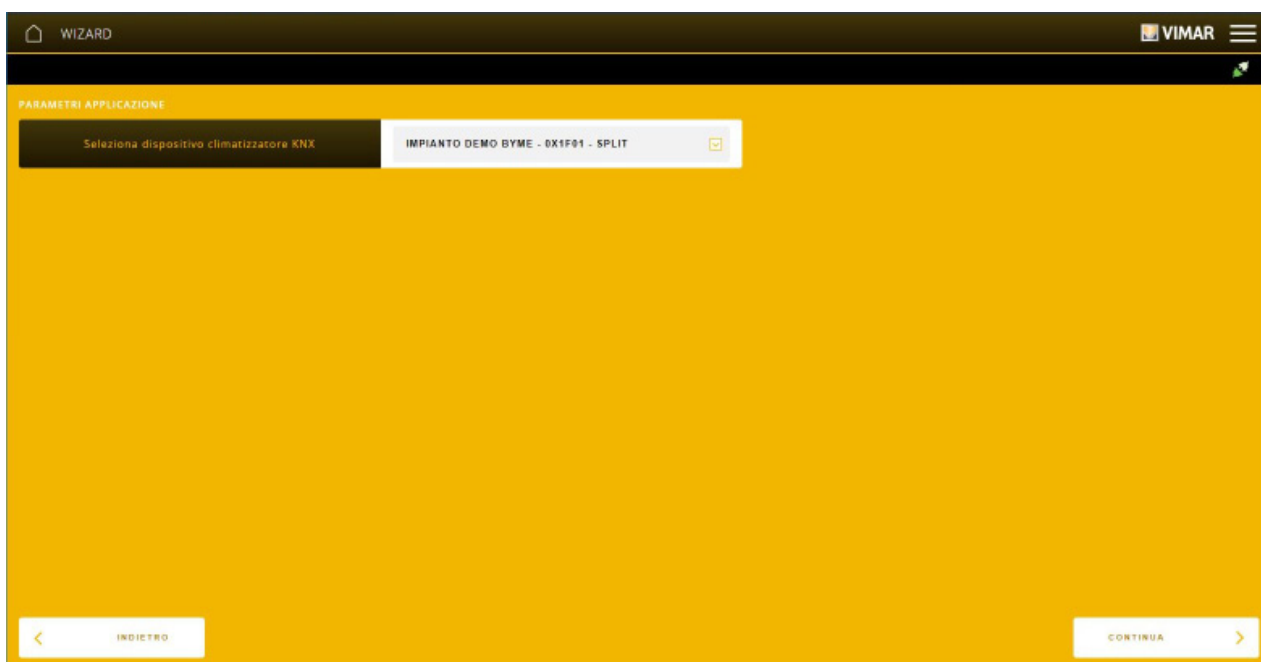 WIZARD
VIMAR
PARAMETRI APPLICAZIONE
Seleziona dispositivo climatizzatore KNX
IMPIANTO DEMO BYME - 0X1F01 - SPLIT
INDIETRO
CONTINUA